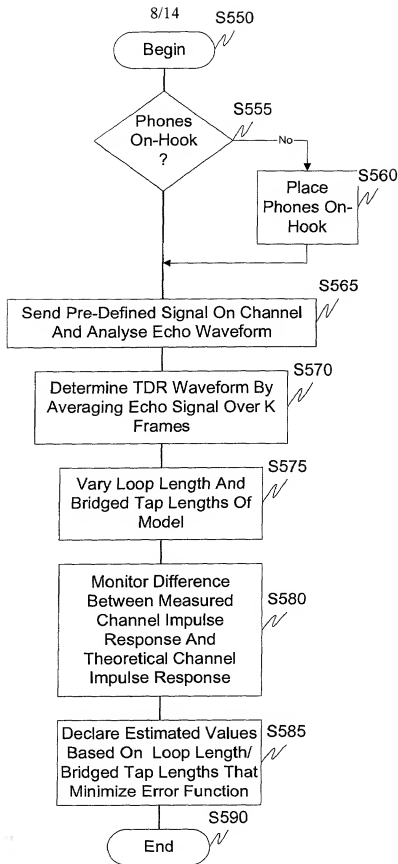 8/14
S550
Begin
S555
Phones
On-Hook
?
No
S560
Place
Phones On-
Hook
S565
Send Pre-Defined Signal On Channel
And Analyse Echo Waveform
S570
Determine TDR Waveform By
Averaging Echo Signal Over K
Frames
S575
Vary Loop Length And
Bridged Tap Lengths Of
Model
S580
Monitor Difference
Between Measured
Channel Impulse
Response And
Theoretical Channel
Impulse Response
S585
Declare Estimated Values
Based On Loop Length/
Bridged Tap Lengths That
Minimize Error Function
S590
End